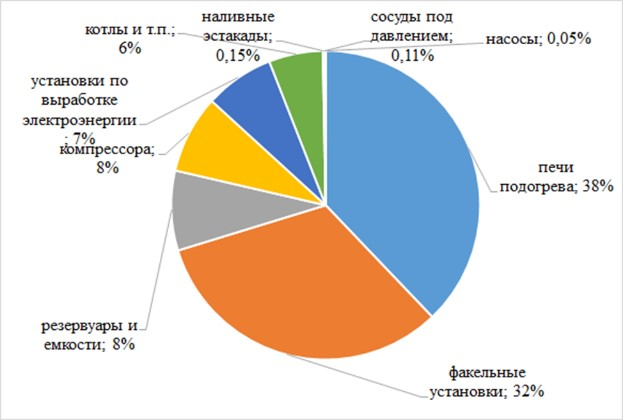 наливные
эстакады;
0,15%
сосуды под
давлением;
0,11%
насосы; 0,05%
котлы и т.п.;
6%
установки по
выработке
электроэнергии
; 7%
компрессора;
8%
печи
подогрева; 38%
резервуары и
емкости; 8%
факельные
установки; 32%